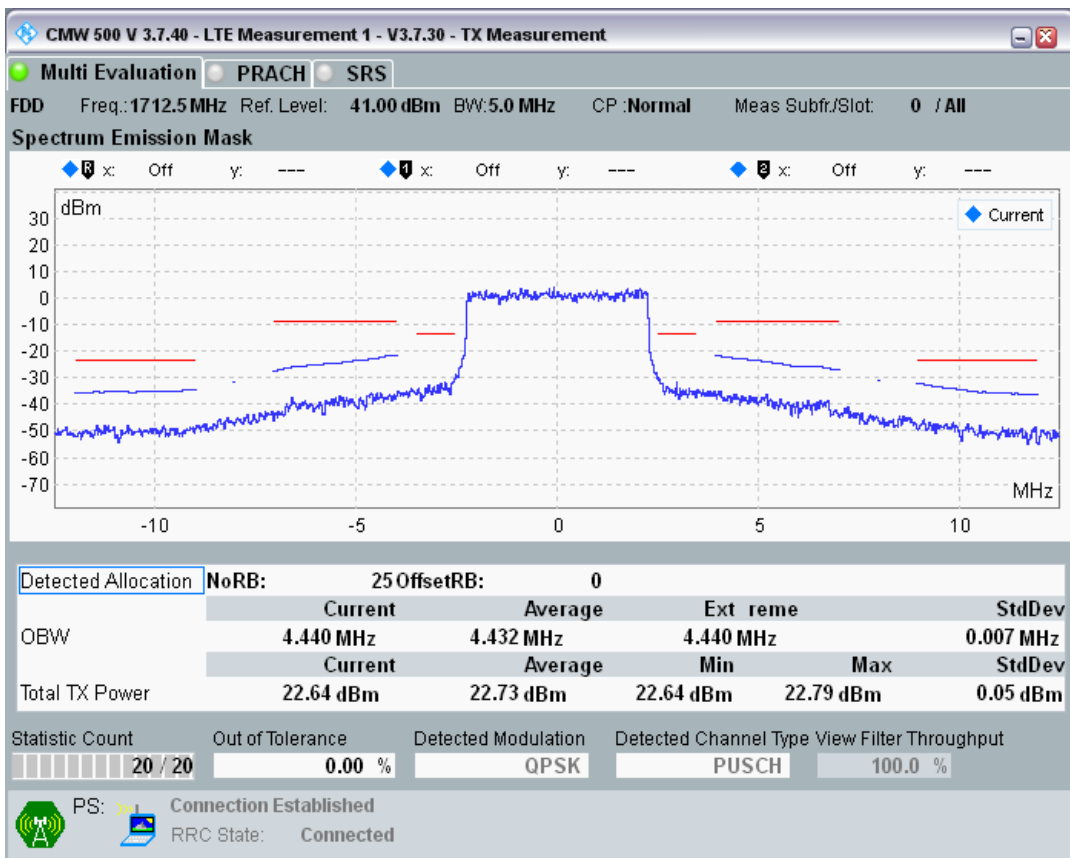 CMW 500 V 3.7.40 - LTE Measurement 1 - V3.7.30 - TX Measurement
Multi Evaluation PRACH SRS
FDD Freq.:1712.5 MHz Ref. Level: 41.00 dBm BW:5.0 MHz CP :Normal Meas Subfr./Slot: 0 / All
Spectrum Emission Mask
R x: Off y: --- 1 x: Off y: --- 2 x: Off y: ---
dBm
Current
30
20
10
0
-10
-20
-30
-40
-50
-60
-70
MHz
-10 -5 0 5 10
Detected Allocation NoRB: 25 OffsetRB: 0
Current Average Ext reme StdDev
OBW 4.440 MHz 4.432 MHz 4.440 MHz 0.007 MHz
Current Average Min Max StdDev
Total TX Power 22.64 dBm 22.73 dBm 22.64 dBm 22.79 dBm 0.05 dBm
Statistic Count Out of Tolerance Detected Modulation Detected Channel Type View Filter Throughput
20 / 20 0.00 % QPSK PUSCH 100.0 %
PS: Connection Established
RRC State: Connected